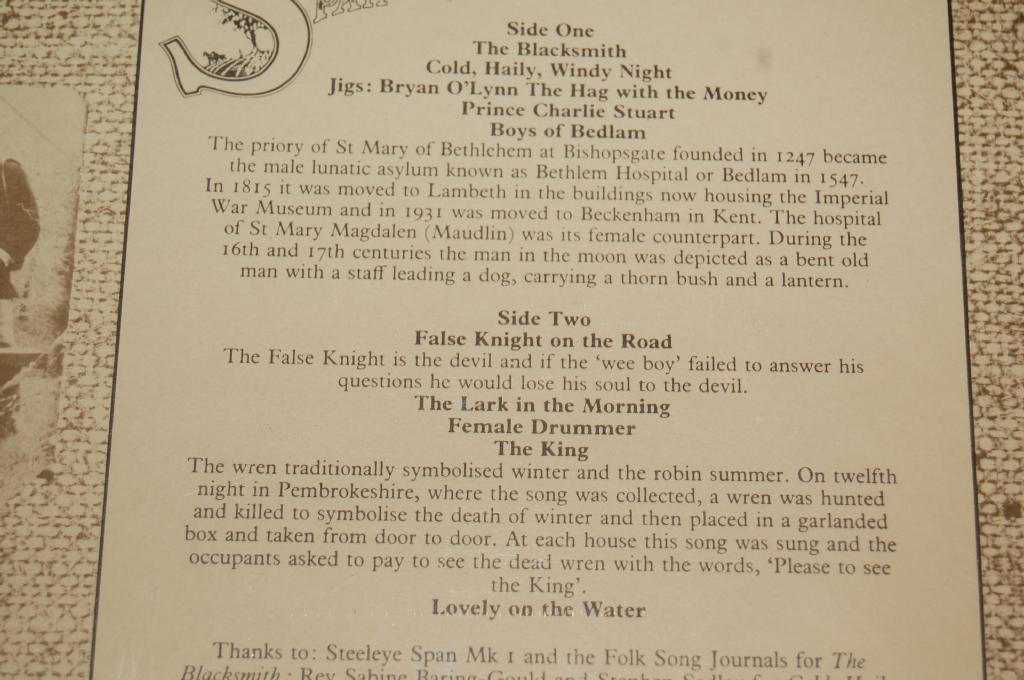 Side One
The Blacksmith
Cold, Haily, Windy Night
Jigs: Bryan O'Lynn The Hag with the Money
Prince Charlie Stuart
Boys of Bedlam
The priory of St Mary of Bethlehem at Bishopsgate founded in 1247 became
the male lunatic asylum known as Bethlem Hospital or Bedlam in 1547.
In 1815 it was moved to Lambeth in the buildings now housing the Imperial
War Museum and in 1931 was moved to Beckenham in Kent. The hospital
of St Mary Magdalen (Maudlin) was its female counterpart. During the
16th and 17th centuries the man in the moon was depicted as a bent old
man with a staff leading a dog, carrying a thorn bush and a lantern.
Side Two
False Knight on the Road
The False Knight is the devil and if the 'wee boy' failed to answer his
questions he would lose his soul to the devil.
The Lark in the Morning
Female Drummer
The King
The wren traditionally symbolised winter and the robin summer. On twelfth
night in Pembrokeshire, where the song was collected, a wren was hunted
and killed to symbolise the death of winter and then placed in a garlanded
box and taken from door to door. At each house this song was sung and the
occupants asked to pay to see the dead wren with the words, 'Please to see
the King'.
Lovely on the Water
Thanks to: Steeleye Span Mk 1 and the Folk Song Journals for The
Blacksmith; Rev Sabine Baring-Gould and Stephen Sedley for Cold, Haily,